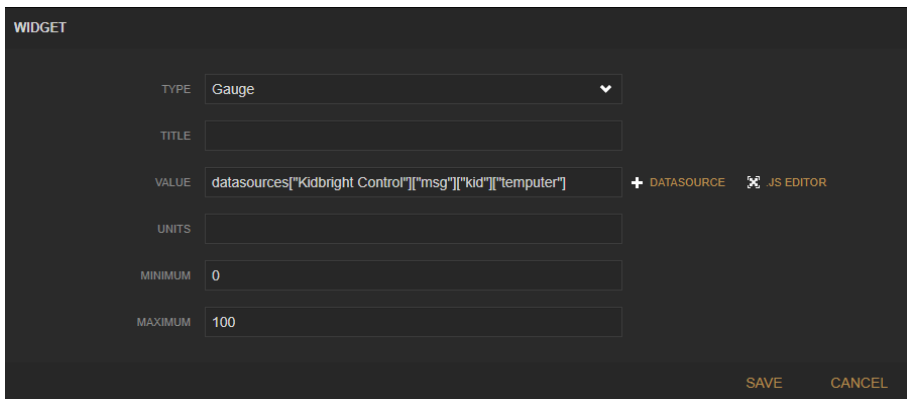 WIDGET
TYPE Gauge
TITLE
VALUE datasources["Kidbright Control"]["msg"]["kid"]["temputer"] DATASOURCE .JS EDITOR
UNITS
MINIMUM 0
MAXIMUM 100
SAVE CANCEL